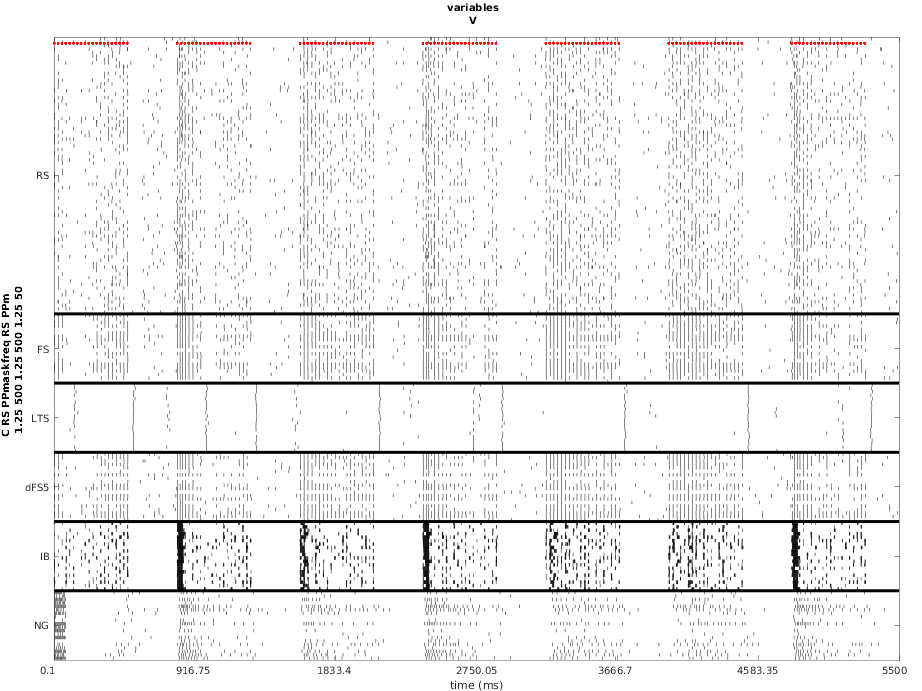 variables
V
C RS PPmaskfreq RS PPm
1.25 500 1.25 500 1.25 50
RS
FS
LTS
dFS5
IB
NG
0.1 916.75 1833.4 2750.05 3666.7 4583.35 5500
time (ms)